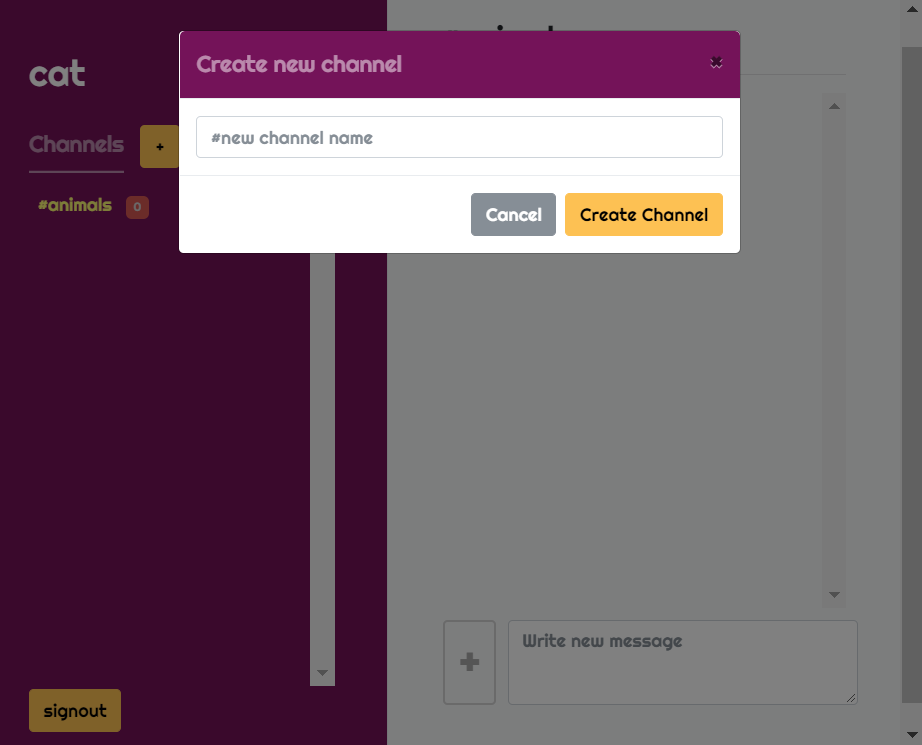 cat
Channels +
#animals 0
Create new channel ×
#new channel name
Cancel Create Channel
Write new message
signout